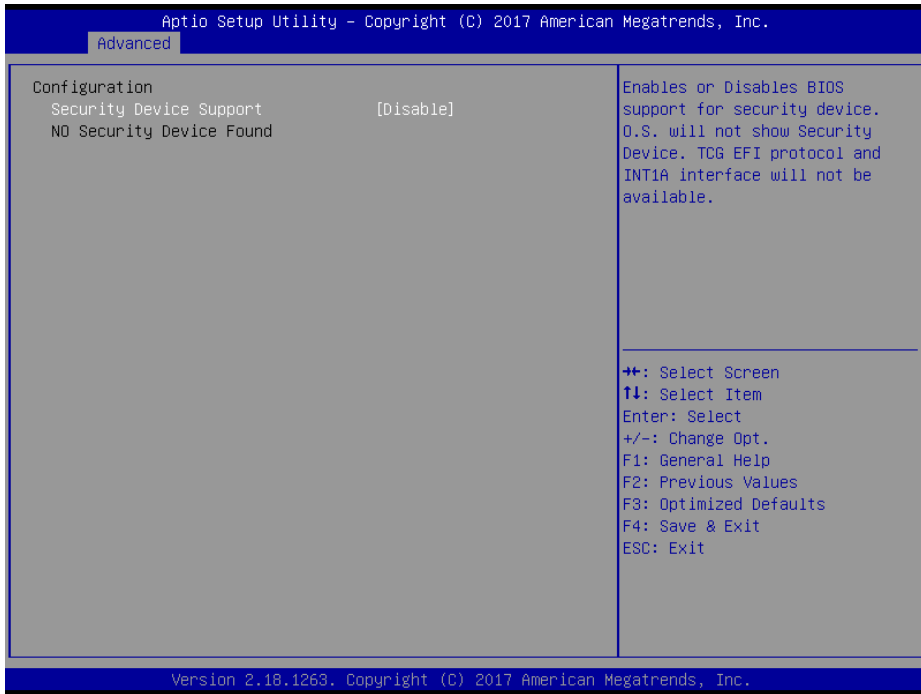 Aptio Setup Utility – Copyright (C) 2017 American Megatrends, Inc.
Advanced
Configuration
Security Device Support [Disable]
NO Security Device Found
Enables or Disables BIOS
support for security device.
O.S. will not show Security
Device. TCG EFI protocol and
INT1A interface will not be
available.
→←: Select Screen
↑↓: Select Item
Enter: Select
+/-: Change Opt.
F1: General Help
F2: Previous Values
F3: Optimized Defaults
F4: Save & Exit
ESC: Exit
Version 2.18.1263. Copyright (C) 2017 American Megatrends, Inc.